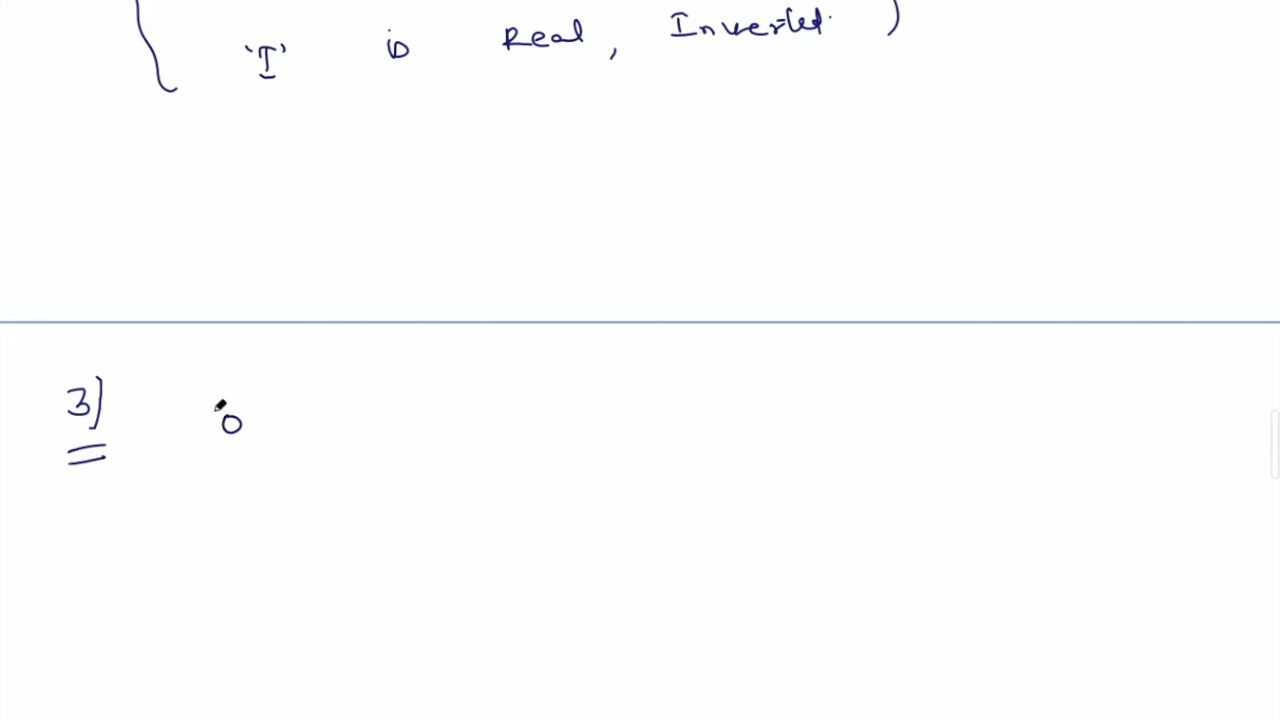 'I' is Real, Inverted. )
3) o